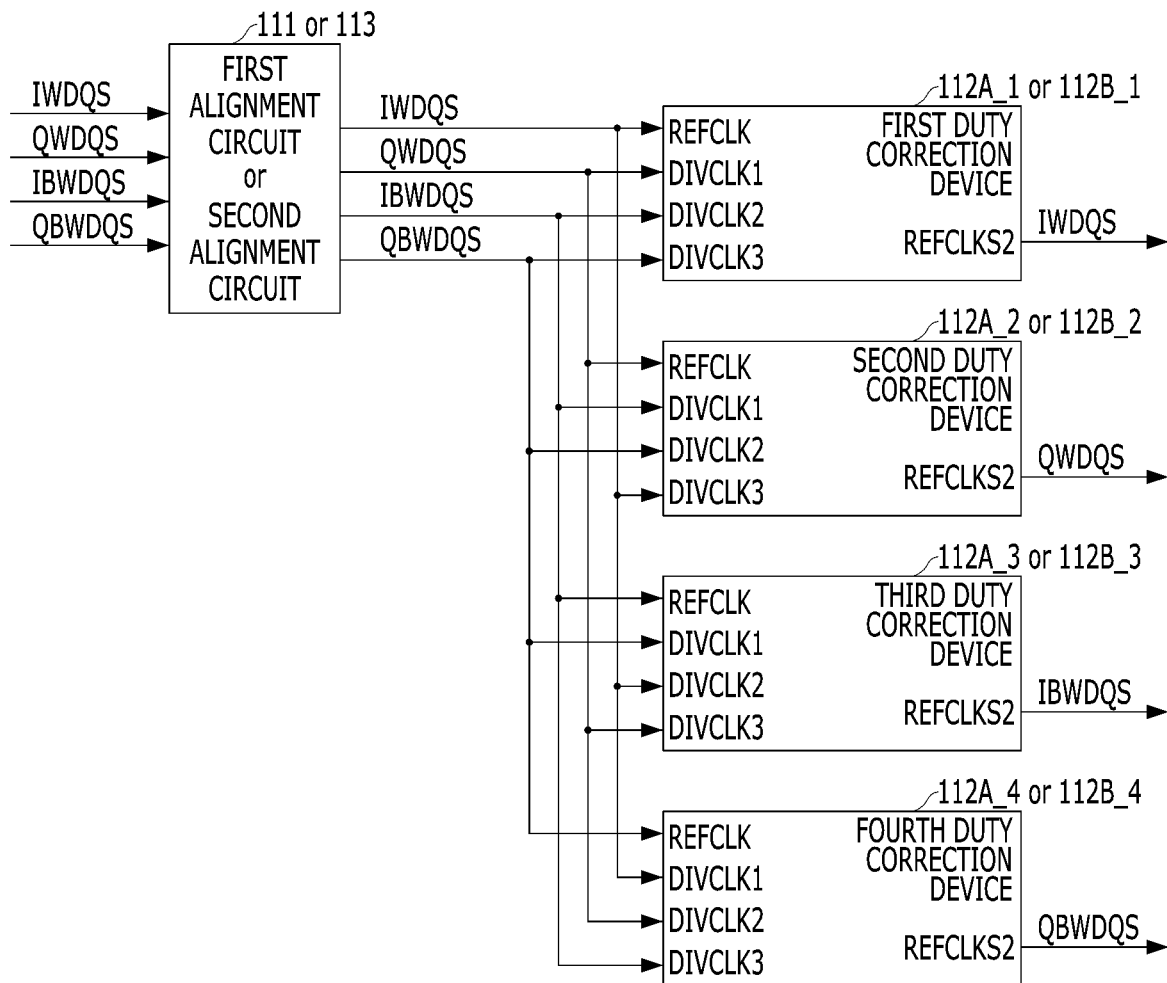 111 or 113
FIRST
ALIGNMENT
CIRCUIT
or
SECOND
ALIGNMENT
CIRCUIT
IWDQS
QWDQS
IBWDQS
QBWDQS
IWDQS
QWDQS
IBWDQS
QBWDQS
112A_1 or 112B_1
REFCLK
DIVCLK1
DIVCLK2
DIVCLK3
FIRST DUTY
CORRECTION
DEVICE
REFCLKS2
IWDQS
112A_2 or 112B_2
REFCLK
DIVCLK1
DIVCLK2
DIVCLK3
SECOND DUTY
CORRECTION
DEVICE
REFCLKS2
QWDQS
112A_3 or 112B_3
REFCLK
DIVCLK1
DIVCLK2
DIVCLK3
THIRD DUTY
CORRECTION
DEVICE
REFCLKS2
IBWDQS
112A_4 or 112B_4
REFCLK
DIVCLK1
DIVCLK2
DIVCLK3
FOURTH DUTY
CORRECTION
DEVICE
REFCLKS2
QBWDQS